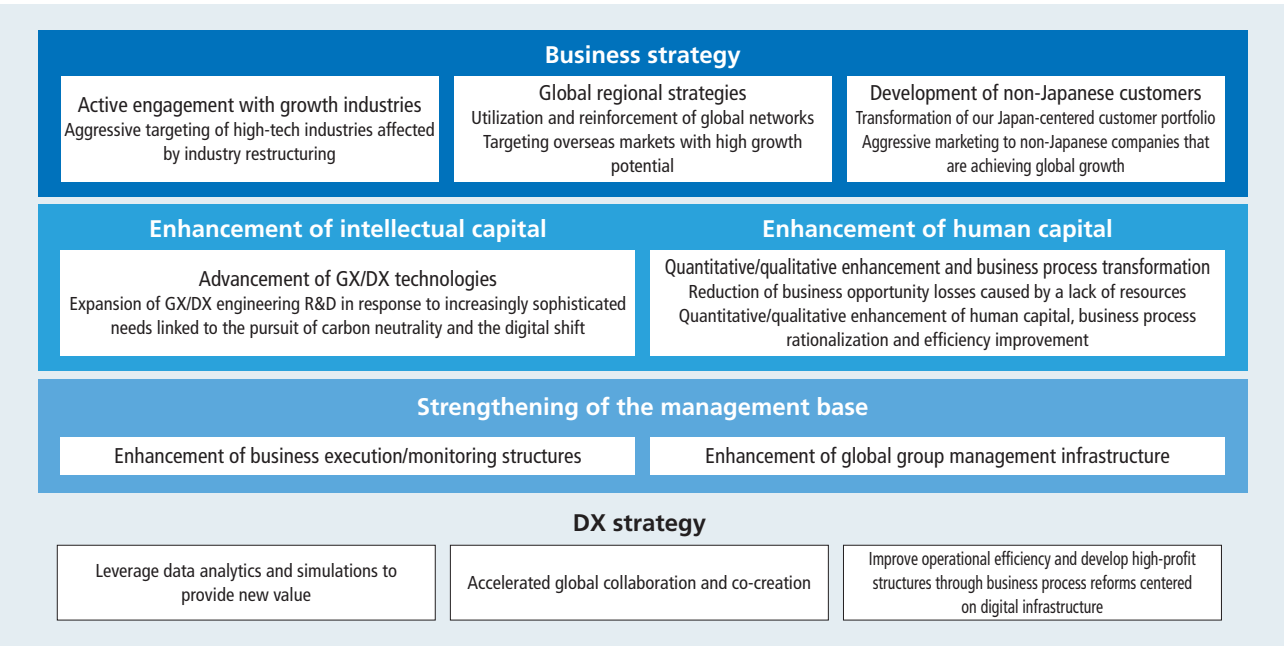 Business strategy
Active engagement with growth industries
Aggressive targeting of high-tech industries affected
by industry restructuring
Global regional strategies
Utilization and reinforcement of global networks
Targeting overseas markets with high growth
potential
Development of non-Japanese customers
Transformation of our Japan-centered customer portfolio
Aggressive marketing to non-Japanese companies that
are achieving global growth
Enhancement of intellectual capital
Advancement of GX/DX technologies
Expansion of GX/DX engineering R&D in response to increasingly sophisticated
needs linked to the pursuit of carbon neutrality and the digital shift
Enhancement of human capital
Quantitative/qualitative enhancement and business process transformation
Reduction of business opportunity losses caused by a lack of resources
Quantitative/qualitative enhancement of human capital, business process
rationalization and efficiency improvement
Strengthening of the management base
Enhancement of business execution/monitoring structures
Enhancement of global group management infrastructure
DX strategy
Leverage data analytics and simulations to
provide new value
Accelerated global collaboration and co-creation
Improve operational efficiency and develop high-profit
structures through business process reforms centered
on digital infrastructure